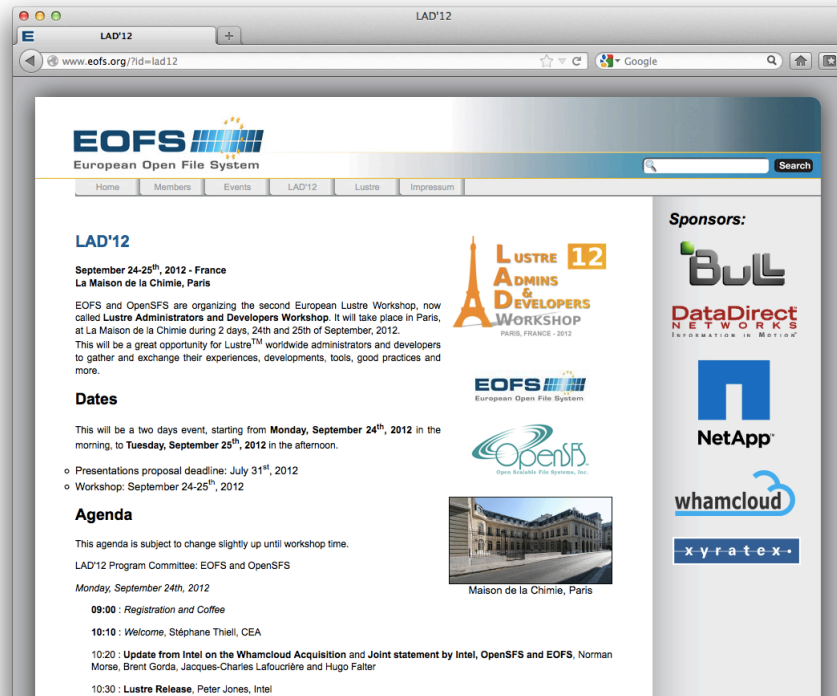 LAD'12
LAD'12
www.eofs.org/?id=lad12
Google
EOFS
European Open File System
Search
Home Members Events LAD'12 Lustre Impressum
LAD'12
September 24-25th, 2012 - France
La Maison de la Chimie, Paris
EOFS and OpenSFS are organizing the second European Lustre Workshop, now
called Lustre Administrators and Developers Workshop. It will take place in Paris,
at La Maison de la Chimie during 2 days, 24th and 25th of September, 2012.
This will be a great opportunity for Lustre™ worldwide administrators and developers
to gather and exchange their experiences, developments, tools, good practices and
more.
Dates
This will be a two days event, starting from Monday, September 24th, 2012 in the
morning, to Tuesday, September 25th, 2012 in the afternoon.
Presentations proposal deadline: July 31st, 2012
Workshop: September 24-25th, 2012
Agenda
This agenda is subject to change slightly up until workshop time.
LAD'12 Program Committee: EOFS and OpenSFS
Monday, September 24th, 2012
09:00 : Registration and Coffee
10:10 : Welcome, Stéphane Thiell, CEA
10:20 : Update from Intel on the Whamcloud Acquisition and Joint statement by Intel, OpenSFS and EOFS, Norman
Morse, Brent Gorda, Jacques-Charles Lafoucrière and Hugo Falter
10:30 : Lustre Release, Peter Jones, Intel
LUSTRE 12
ADMINS
&
DEVELOPERS
WORKSHOP
PARIS, FRANCE - 2012
EOFS
European Open File System
OpenSFS
Open Scalable File Systems, Inc.
Maison de la Chimie, Paris
Sponsors:
Bull
DataDirect
NETWORKS
INFORMATION IN MOTION
NetApp
whamcloud
xyratex